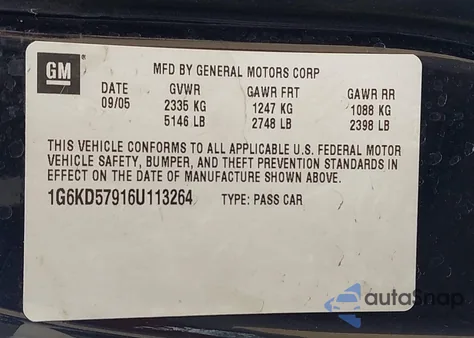 GM
MFD BY GENERAL MOTORS CORP
DATE GVWR GAWR FRT GAWR RR
09/05 2335 KG 1247 KG 1088 KG
5146 LB 2748 LB 2398 LB
THIS VEHICLE CONFORMS TO ALL APPLICABLE U.S. FEDERAL MOTOR
VEHICLE SAFETY, BUMPER, AND THEFT PREVENTION STANDARDS IN
EFFECT ON THE DATE OF MANUFACTURE SHOWN ABOVE.
1G6KD57916U113264 TYPE: PASS CAR
autoSnap